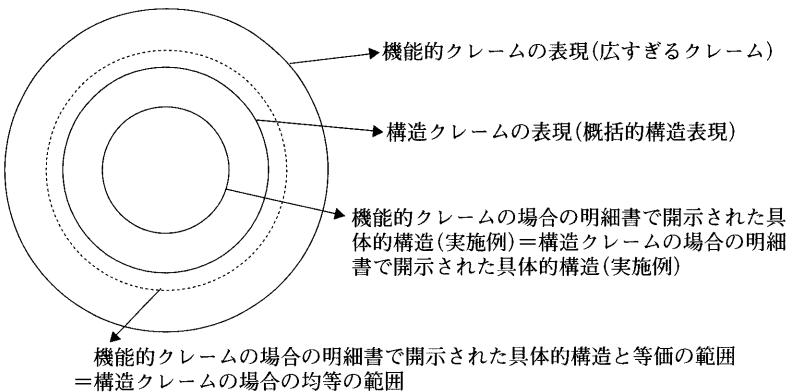 機能的クレームの表現(広すぎるクレーム)
構造クレームの表現(概括的構造表現)
機能的クレームの場合の明細書で開示された具
体的構造(実施例)＝構造クレームの場合の明細
書で開示された具体的構造(実施例)
機能的クレームの場合の明細書で開示された具体的構造と等価の範囲
＝構造クレームの場合の均等の範囲